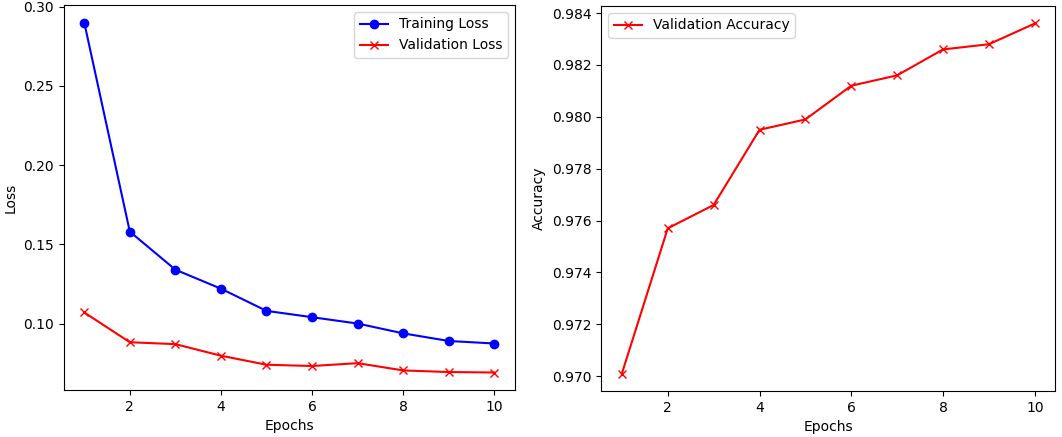 0.30
0.25
0.20
0.15
0.10
Loss
2 4 6 8 10
Epochs
Training Loss
Validation Loss
0.984
0.982
0.980
0.978
0.976
0.974
0.972
0.970
Accuracy
2 4 6 8 10
Epochs
Validation Accuracy